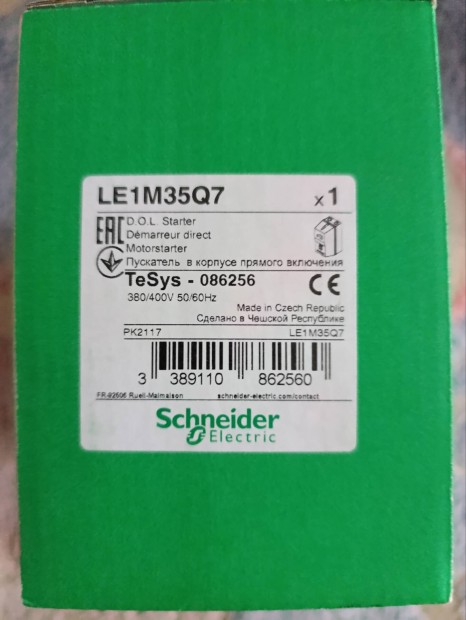 LE1M35Q7 x 1
EAC D.O.L. Starter
Démarreur direct
Motorstarter
Пускатель в корпусе прямого включения
TeSys - 086256 CE
380/400V 50/60Hz
Made in Czech Republic
Сделано в Чешской Республике
PK2117 LE1M35Q7
3 389110 862560
FR-92506 Rueil-Malmaison schneider-electric.com/contact
Schneider
Electric